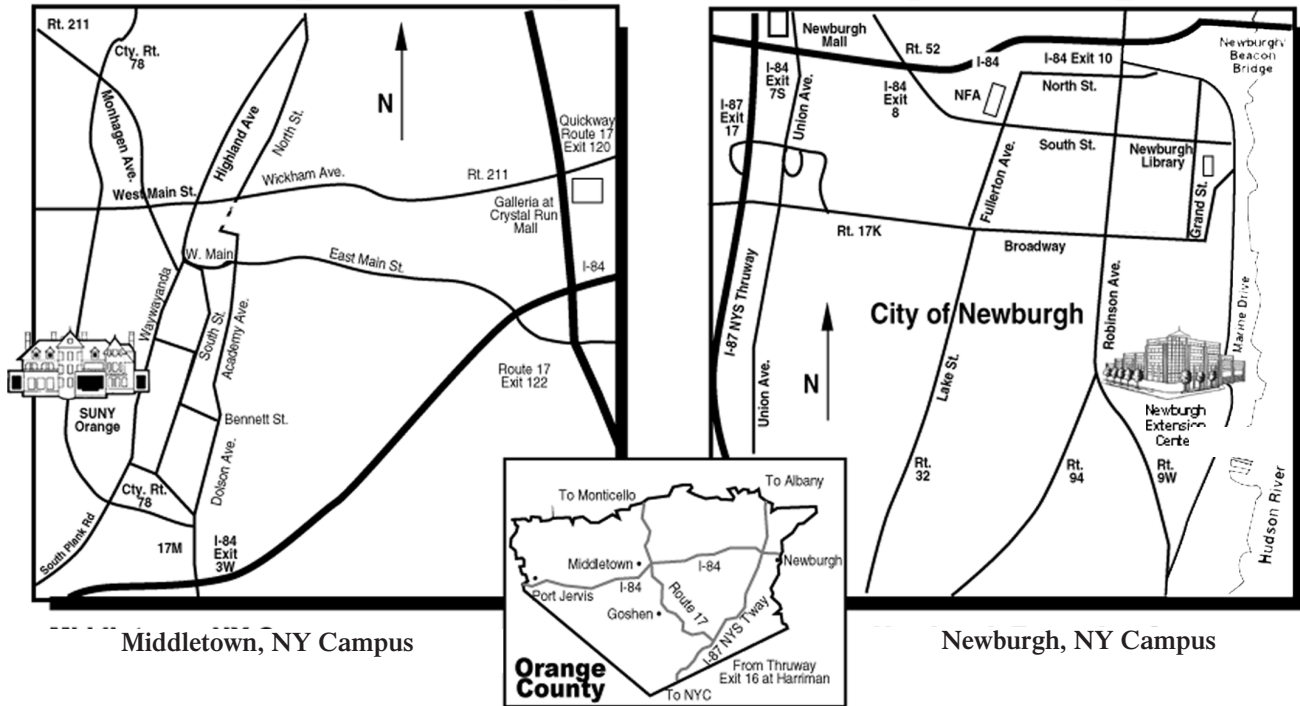 Rt. 211
Cty. Rt.
78
Monhagen Ave.
Highland Ave
North St.
N
Quickway
Route 17
Exit 120
West Main St.
Wickham Ave.
Rt. 211
Galleria at
Crystal Run
Mall
W. Main
East Main St.
I-84
Waywayanda
South St.
Academy Ave.
Route 17
Exit 122
SUNY
Orange
Bennett St.
Dolson Ave.
Cty. Rt.
78
South Plank Rd
17M
I-84
Exit
3W
Middletown, NY Campus
Newburgh
Mall
Rt. 52
I-84
I-84 Exit 10
Newburgh/
Beacon
Bridge
I-84
Exit
7S
Union Ave.
I-84
Exit
8
NFA
North St.
I-87
Exit
17
South St.
Newburgh
Library
Fullerton Ave.
Grand St.
Rt. 17K
Broadway
I-87 NYS Thruway
City of Newburgh
Robinson Ave.
Marine Drive
N
Union Ave.
Lake St.
Newburgh
Extension
Cente
Rt.
32
Rt.
94
Rt.
9W
Hudson River
Newburgh, NY Campus
To Monticello
To Albany
Middletown
I-84
Newburgh
Port Jervis
I-84
Goshen
Route 17
I-87 NYS T'way
Orange
County
From Thruway
Exit 16 at Harriman
To NYC